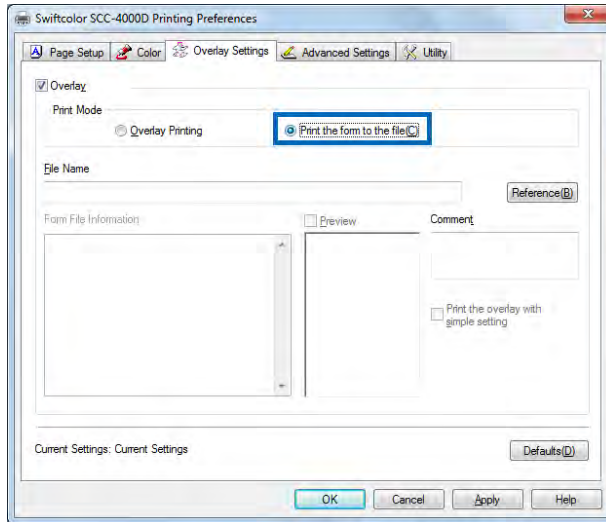 Swiftcolor SCC-4000D Printing Preferences
Page Setup Color Overlay Settings Advanced Settings Utility
Overlay
Print Mode
Overlay Printing Print the form to the file(C)
File Name
Reference(B)
Form File Information Preview Comment
Print the overlay with
simple setting
Current Settings: Current Settings Defaults(D)
OK Cancel Apply Help